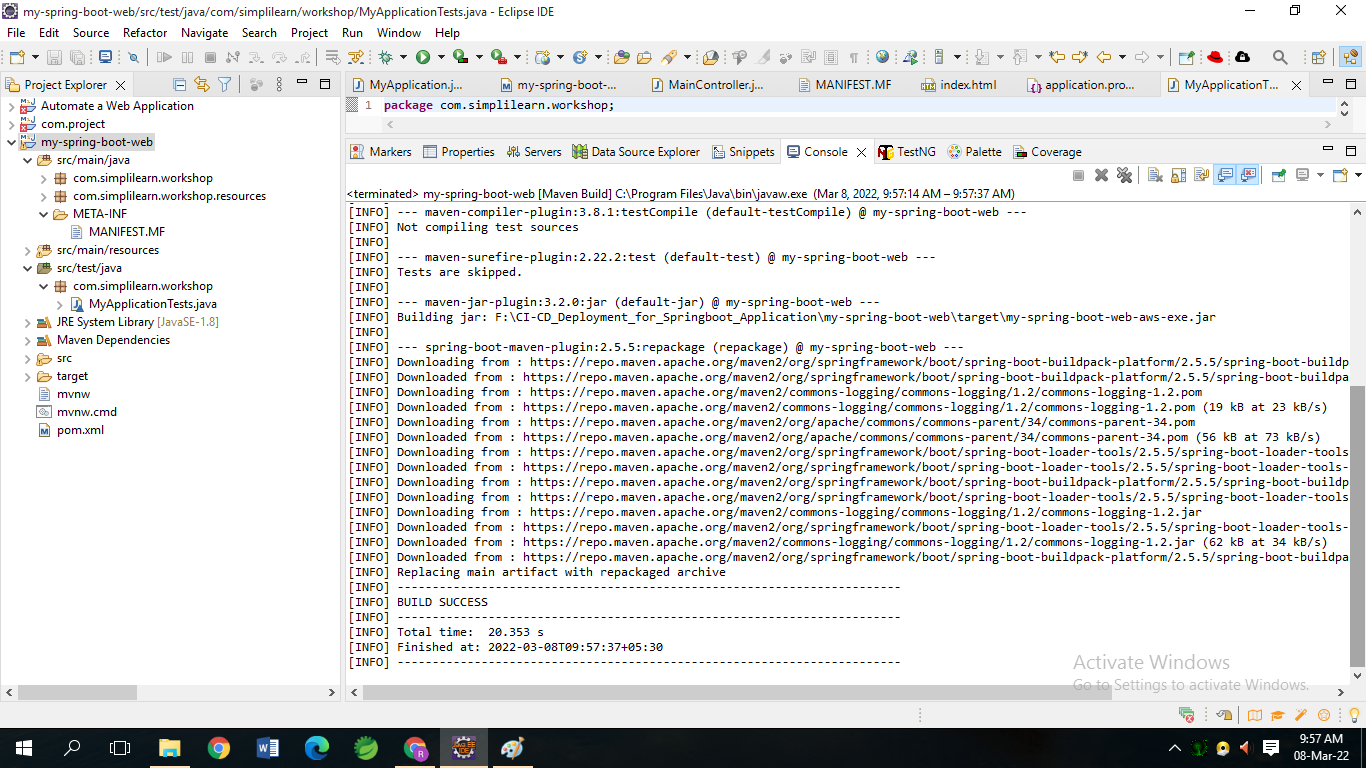 my-spring-boot-web/src/test/java/com/simplilearn/workshop/MyApplicationTests.java - Eclipse IDE
File Edit Source Refactor Navigate Search Project Run Window Help
Project Explorer
Automate a Web Application
com.project
my-spring-boot-web
src/main/java
com.simplilearn.workshop
com.simplilearn.workshop.resources
META-INF
MANIFEST.MF
src/main/resources
src/test/java
com.simplilearn.workshop
MyApplicationTests.java
JRE System Library [JavaSE-1.8]
Maven Dependencies
src
target
mvnw
mvnw.cmd
pom.xml
MyApplication.j... my-spring-boot-... MainController.j... MANIFEST.MF index.html application.pro... MyApplicationT...
1 package com.simplilearn.workshop;
Markers Properties Servers Data Source Explorer Snippets Console TestNG Palette Coverage
<terminated> my-spring-boot-web [Maven Build] C:\Program Files\Java\bin\javaw.exe (Mar 8, 2022, 9:57:14 AM – 9:57:37 AM)
[INFO] --- maven-compiler-plugin:3.8.1:testCompile (default-testCompile) @ my-spring-boot-web ---
[INFO] Not compiling test sources
[INFO]
[INFO] --- maven-surefire-plugin:2.22.2:test (default-test) @ my-spring-boot-web ---
[INFO] Tests are skipped.
[INFO]
[INFO] --- maven-jar-plugin:3.2.0:jar (default-jar) @ my-spring-boot-web ---
[INFO] Building jar: F:\CI-CD_Deployment_for_Springboot_Application\my-spring-boot-web\target\my-spring-boot-web-aws-exe.jar
[INFO]
[INFO] --- spring-boot-maven-plugin:2.5.5:repackage (repackage) @ my-spring-boot-web ---
[INFO] Downloading from : https://repo.maven.apache.org/maven2/org/springframework/boot/spring-boot-buildpack-platform/2.5.5/spring-boot-buildp
[INFO] Downloaded from : https://repo.maven.apache.org/maven2/org/springframework/boot/spring-boot-buildpack-platform/2.5.5/spring-boot-buildpa
[INFO] Downloading from : https://repo.maven.apache.org/maven2/commons-logging/commons-logging/1.2/commons-logging-1.2.pom
[INFO] Downloaded from : https://repo.maven.apache.org/maven2/commons-logging/commons-logging/1.2/commons-logging-1.2.pom (19 kB at 23 kB/s)
[INFO] Downloading from : https://repo.maven.apache.org/maven2/org/apache/commons/commons-parent/34/commons-parent-34.pom
[INFO] Downloaded from : https://repo.maven.apache.org/maven2/org/apache/commons/commons-parent/34/commons-parent-34.pom (56 kB at 73 kB/s)
[INFO] Downloading from : https://repo.maven.apache.org/maven2/org/springframework/boot/spring-boot-loader-tools/2.5.5/spring-boot-loader-tools
[INFO] Downloaded from : https://repo.maven.apache.org/maven2/org/springframework/boot/spring-boot-loader-tools/2.5.5/spring-boot-loader-tools-
[INFO] Downloading from : https://repo.maven.apache.org/maven2/org/springframework/boot/spring-boot-buildpack-platform/2.5.5/spring-boot-buildp
[INFO] Downloading from : https://repo.maven.apache.org/maven2/org/springframework/boot/spring-boot-loader-tools/2.5.5/spring-boot-loader-tools
[INFO] Downloading from : https://repo.maven.apache.org/maven2/commons-logging/commons-logging/1.2/commons-logging-1.2.jar
[INFO] Downloaded from : https://repo.maven.apache.org/maven2/org/springframework/boot/spring-boot-loader-tools/2.5.5/spring-boot-loader-tools-
[INFO] Downloaded from : https://repo.maven.apache.org/maven2/commons-logging/commons-logging/1.2/commons-logging-1.2.jar (62 kB at 34 kB/s)
[INFO] Downloaded from : https://repo.maven.apache.org/maven2/org/springframework/boot/spring-boot-buildpack-platform/2.5.5/spring-boot-buildpa
[INFO] Replacing main artifact with repackaged archive
[INFO] ------------------------------------------------------------------------
[INFO] BUILD SUCCESS
[INFO] ------------------------------------------------------------------------
[INFO] Total time:  20.353 s
[INFO] Finished at: 2022-03-08T09:57:37+05:30
[INFO] ------------------------------------------------------------------------
Activate Windows
Go to Settings to activate Windows.
9:57 AM
08-Mar-22